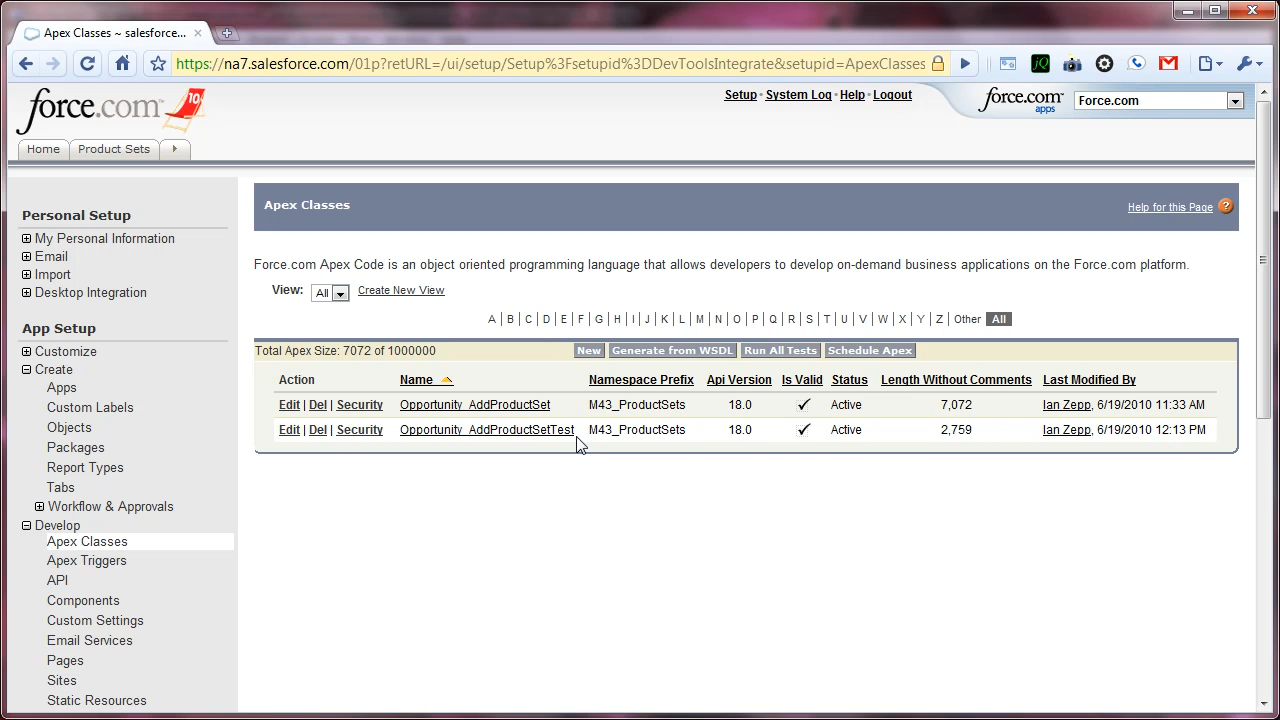 Apex Classes ~ salesforce...
https://na7.salesforce.com/01p?retURL=/ui/setup/Setup%3Fsetupid%3DDevToolsIntegrate&setupid=ApexClasses
jQ
force.com 10
Setup · System Log · Help · Logout
force.com apps
Force.com
Home
Product Sets
Personal Setup
My Personal Information
Email
Import
Desktop Integration
App Setup
Customize
Create
Apps
Custom Labels
Objects
Packages
Report Types
Tabs
Workflow & Approvals
Develop
Apex Classes
Apex Triggers
API
Components
Custom Settings
Email Services
Pages
Sites
Static Resources
Apex Classes
Help for this Page ?
Force.com Apex Code is an object oriented programming language that allows developers to develop on-demand business applications on the Force.com platform.
View: All Create New View
A | B | C | D | E | F | G | H | I | J | K | L | M | N | O | P | Q | R | S | T | U | V | W | X | Y | Z | Other All
Total Apex Size: 7072 of 1000000 New Generate from WSDL Run All Tests Schedule Apex
Action Name Namespace Prefix Api Version Is Valid Status Length Without Comments Last Modified By
Edit | Del | Security Opportunity_AddProductSet M43_ProductSets 18.0 Active 7,072 Ian Zepp, 6/19/2010 11:33 AM
Edit | Del | Security Opportunity_AddProductSetTest M43_ProductSets 18.0 Active 2,759 Ian Zepp, 6/19/2010 12:13 PM